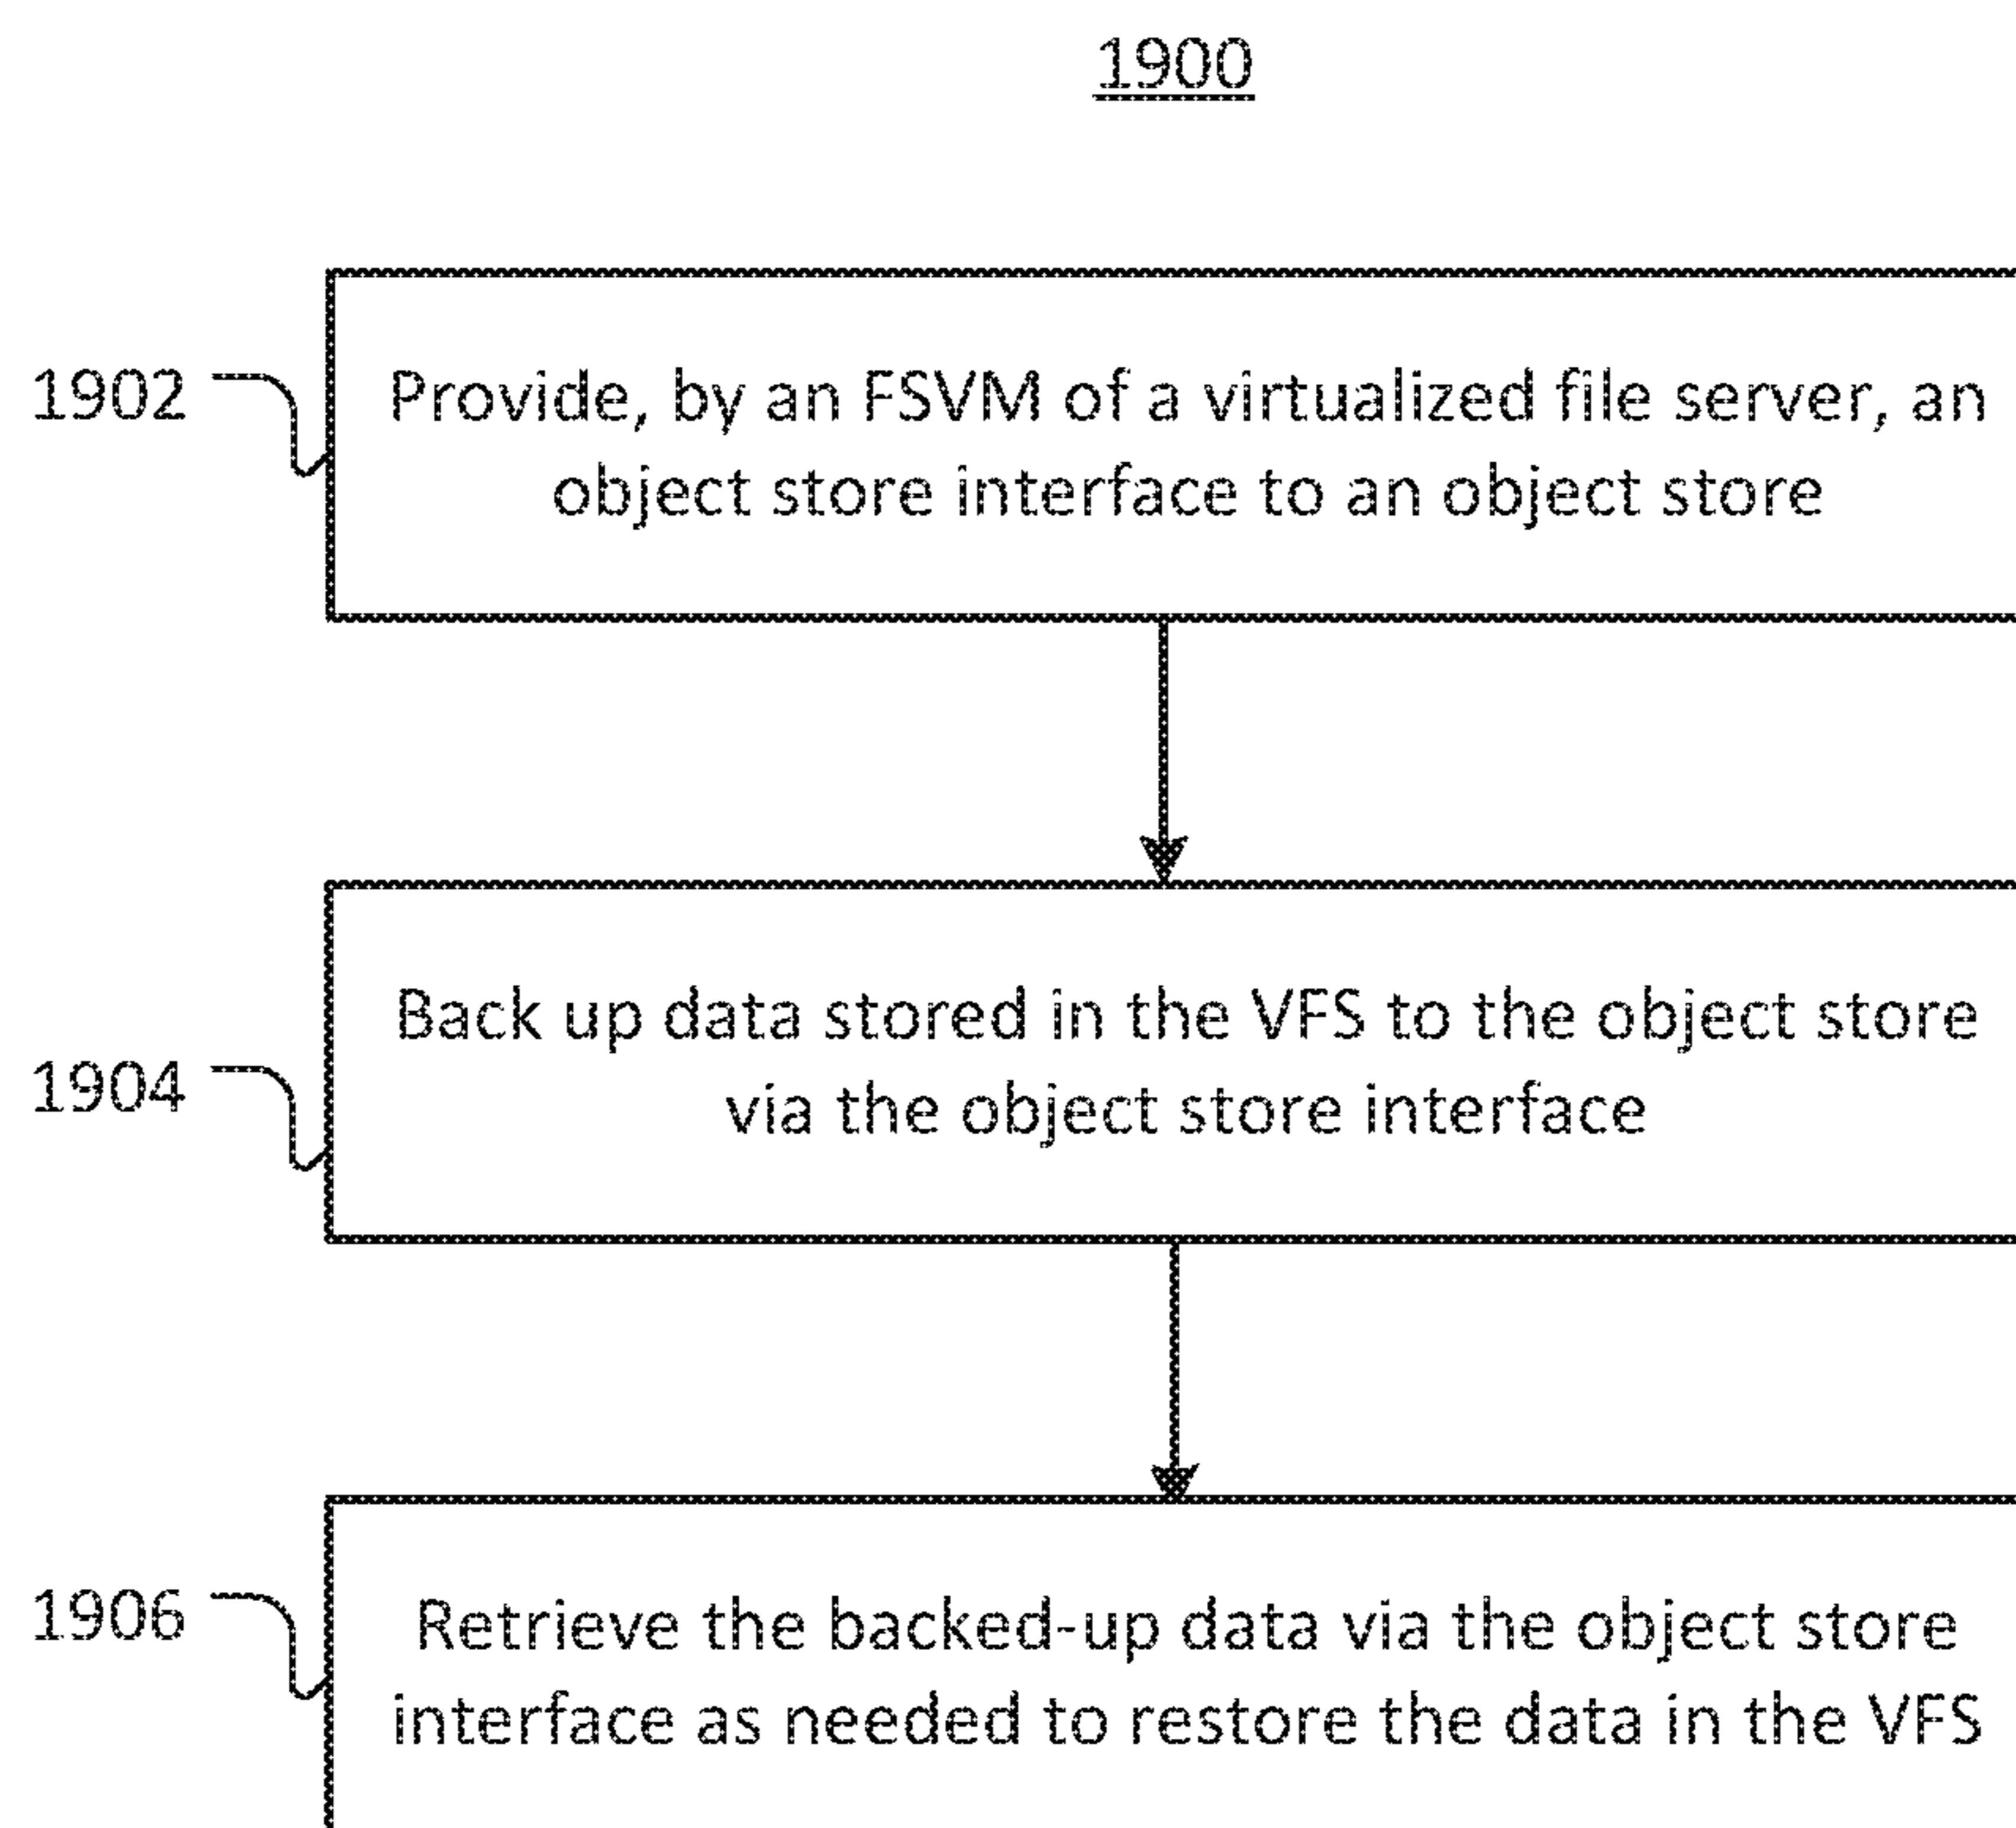 1900
1902
Provide, by an FSVM of a virtualized file server, an
object store interface to an object store
1904
Back up data stored in the VFS to the object store
via the object store interface
1906
Retrieve the backed-up data via the object store
interface as needed to restore the data in the VFS